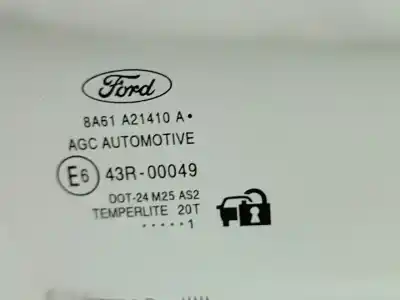 Ford
8A61 A21410 A•
AGC AUTOMOTIVE
E6 43R-00049
DOT-24 M25 AS2
TEMPERLITE 20T
•••••1